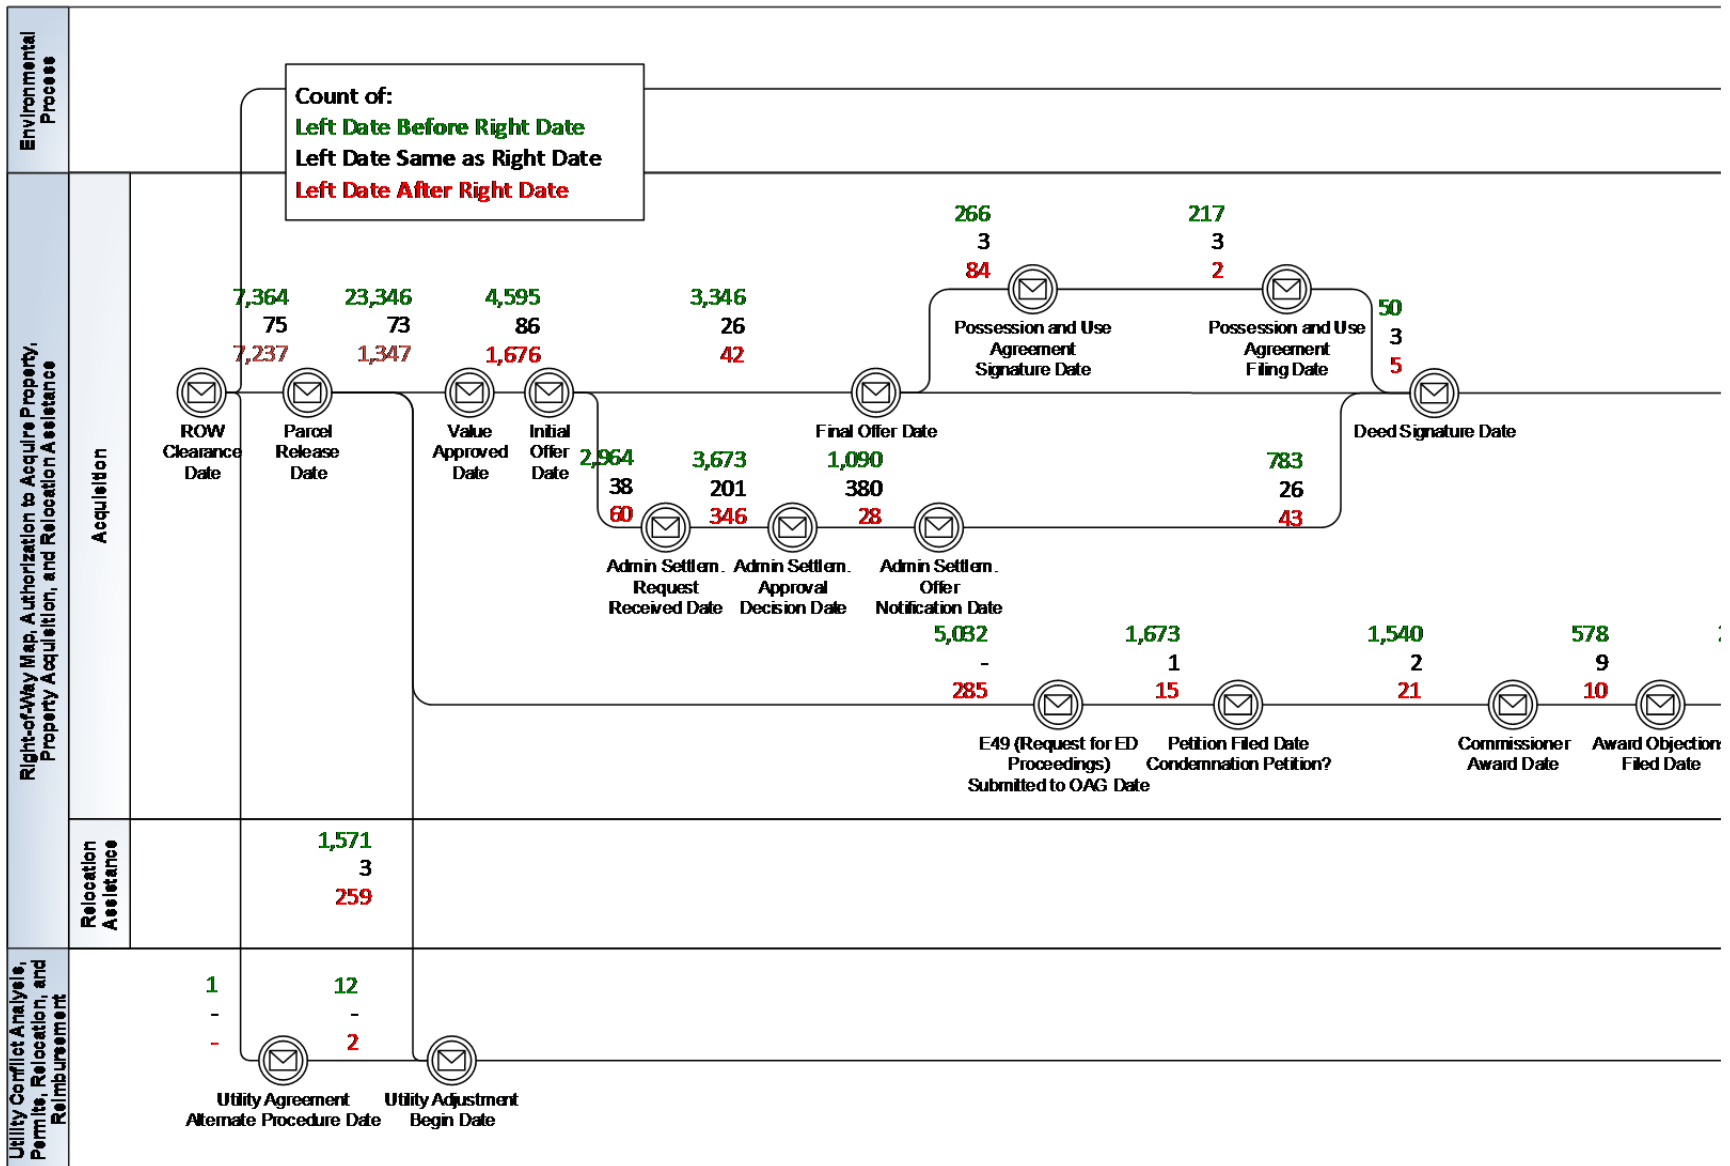 Environmental
Process
Count of:
Left Date Before Right Date
Left Date Same as Right Date
Left Date After Right Date
Right-of-Way Map, Authorization to Acquire Property,
Property Acquisition, and Relocation Assistance
Acquisition
7,364
75
7,237
23,346
73
1,347
4,595
86
1,676
3,346
26
42
266
3
84
217
3
2
50
3
5
ROW
Clearance
Date
Parcel
Release
Date
Value
Approved
Date
Initial
Offer
Date
Final Offer Date
Possession and Use
Agreement
Signature Date
Possession and Use
Agreement
Filing Date
Deed Signature Date
2,964
38
60
3,673
201
346
1,090
380
28
783
26
43
Admin Settlem.
Request
Received Date
Admin Settlem.
Approval
Decision Date
Admin Settlem.
Offer
Notification Date
5,032
-
285
1,673
1
15
1,540
2
21
578
9
10
E49 (Request for ED
Proceedings)
Submitted to OAG Date
Petition Filed Date
Condemnation Petition?
Commissioner
Award Date
Award Objections
Filed Date
Relocation
Assistance
1,571
3
259
Utility Conflict Analysis,
Permits, Relocation, and
Reimbursement
1
-
-
12
-
2
Utility Agreement
Alternate Procedure Date
Utility Adjustment
Begin Date